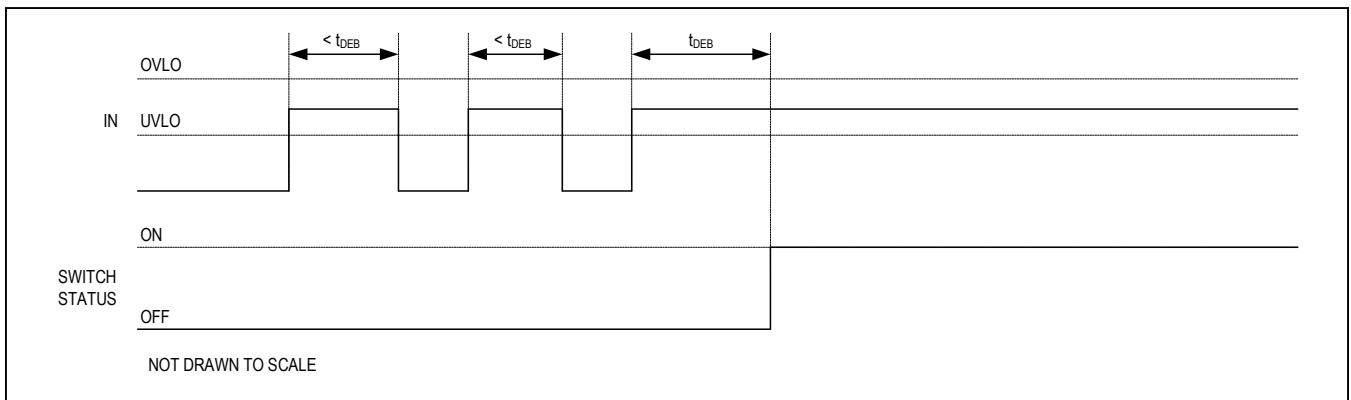 < tDEB
< tDEB
tDEB
OVLO
IN
UVLO
ON
SWITCH
STATUS
OFF
NOT DRAWN TO SCALE